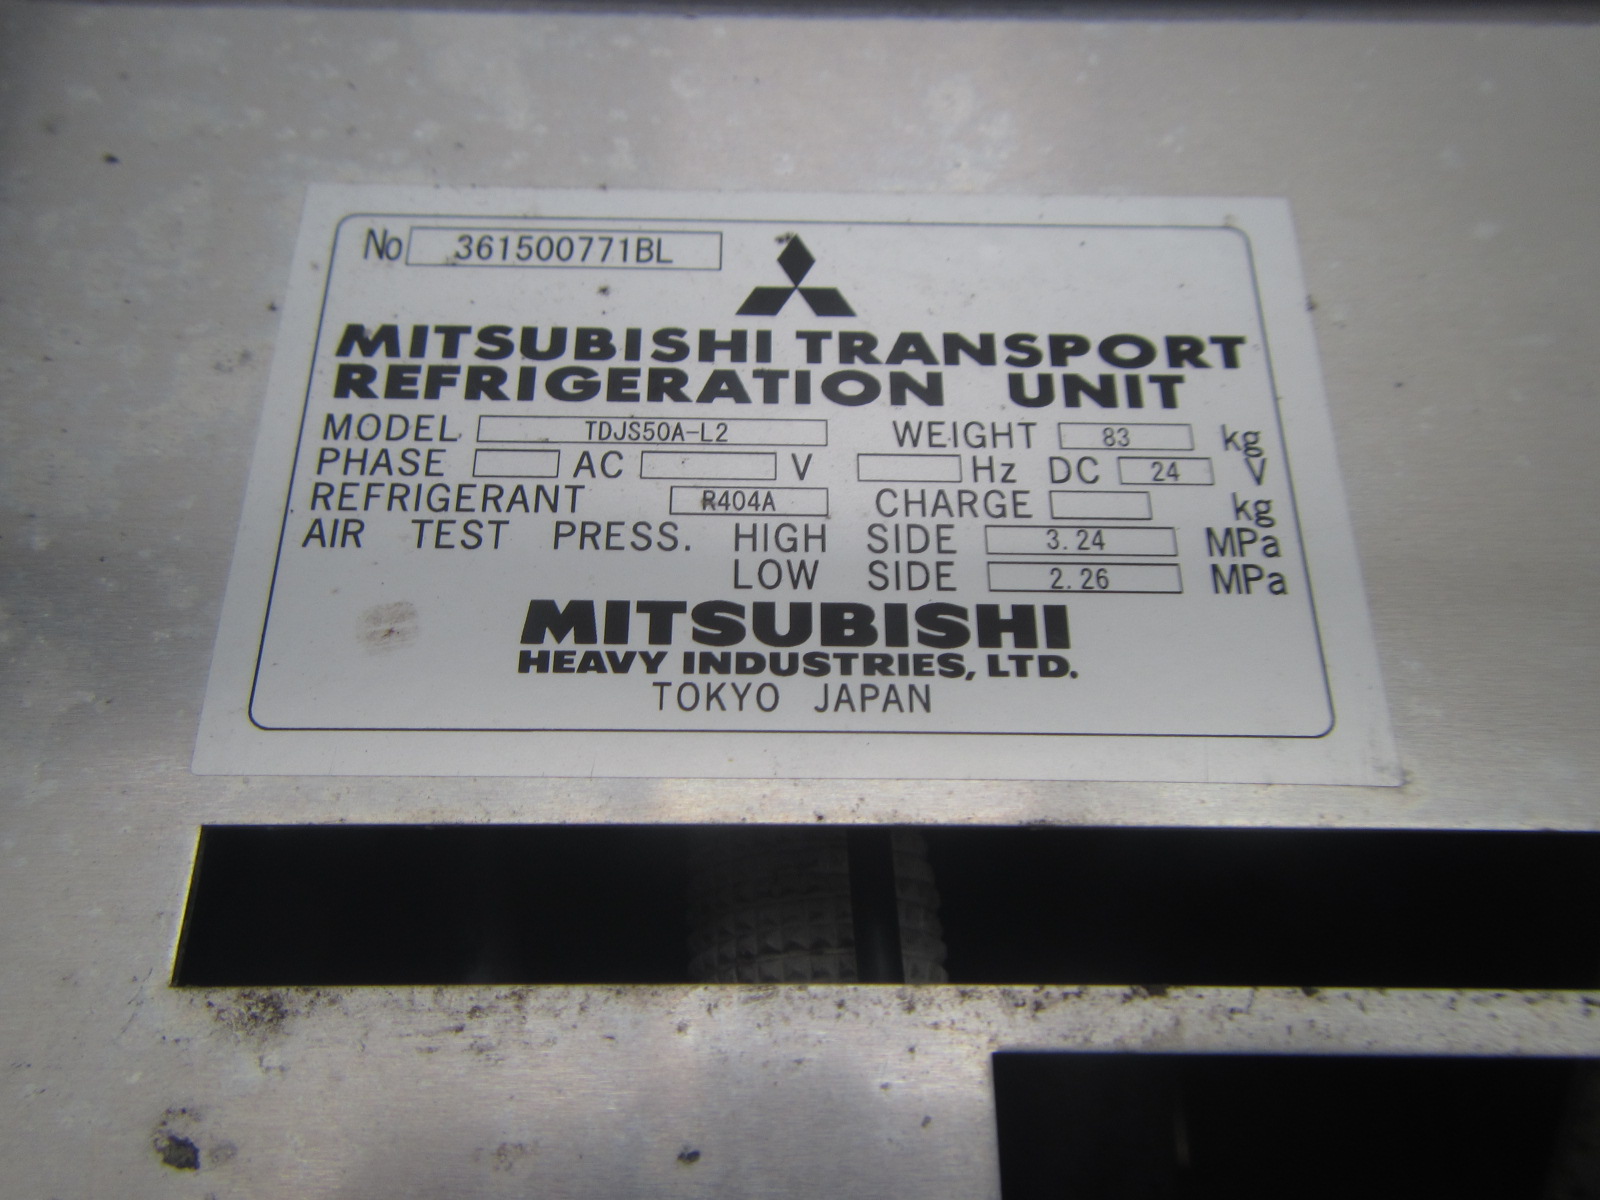 No 361500771BL
MITSUBISHI TRANSPORT
REFRIGERATION UNIT
MODEL TDJS50A-L2 WEIGHT 83 kg
PHASE AC V Hz DC 24 V
REFRIGERANT R404A CHARGE kg
AIR TEST PRESS. HIGH SIDE 3.24 MPa
LOW SIDE 2.26 MPa
MITSUBISHI
HEAVY INDUSTRIES, LTD.
TOKYO JAPAN